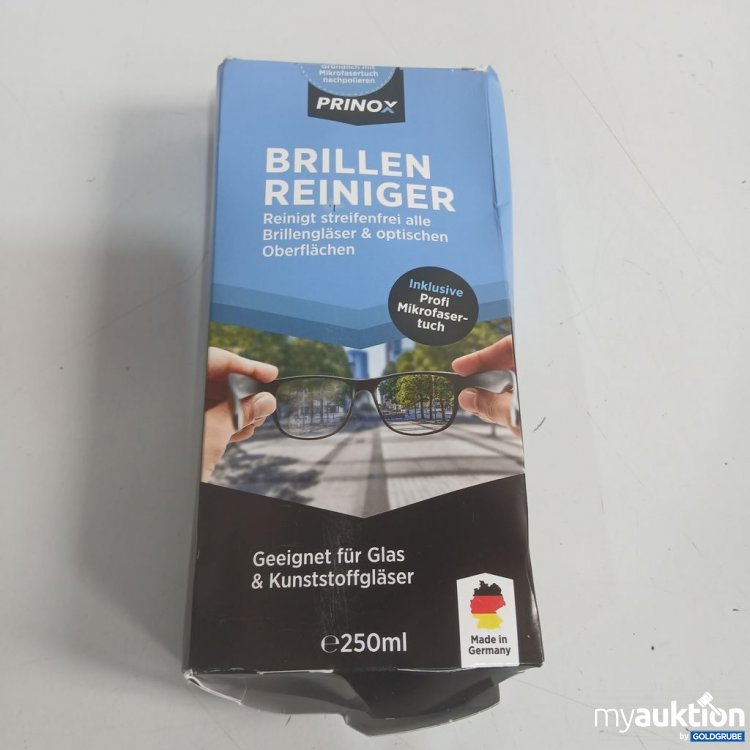 Gründlich mit
Mikrofasertuch
nachpolieren
PRINOX
BRILLEN
REINIGER
Reinigt streifenfrei alle
Brillengläser & optischen
Oberflächen
Inklusive
Profi
Mikrofaser-
tuch
Geeignet für Glas
& Kunststoffgläser
℮250ml
Made in
Germany
myauktion
by GOLDGRUBE